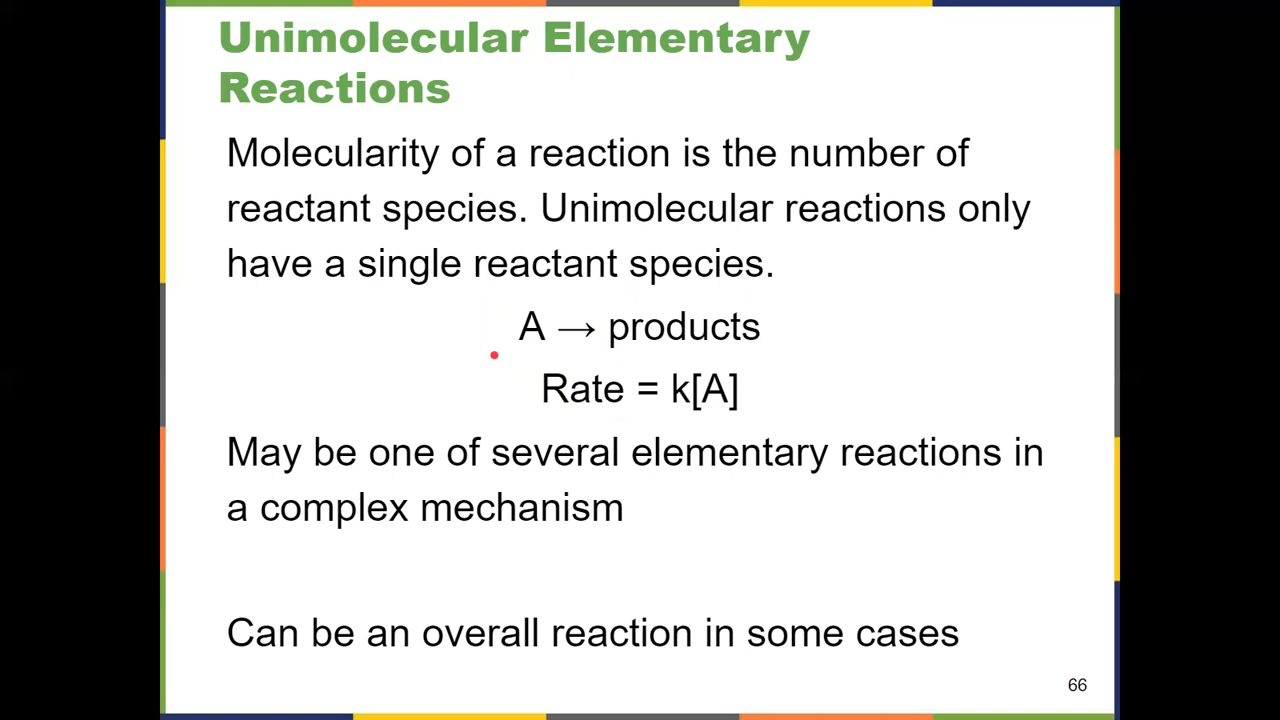 Unimolecular Elementary
Reactions
Molecularity of a reaction is the number of
reactant species. Unimolecular reactions only
have a single reactant species.
A → products
Rate = k[A]
May be one of several elementary reactions in
a complex mechanism
Can be an overall reaction in some cases
66